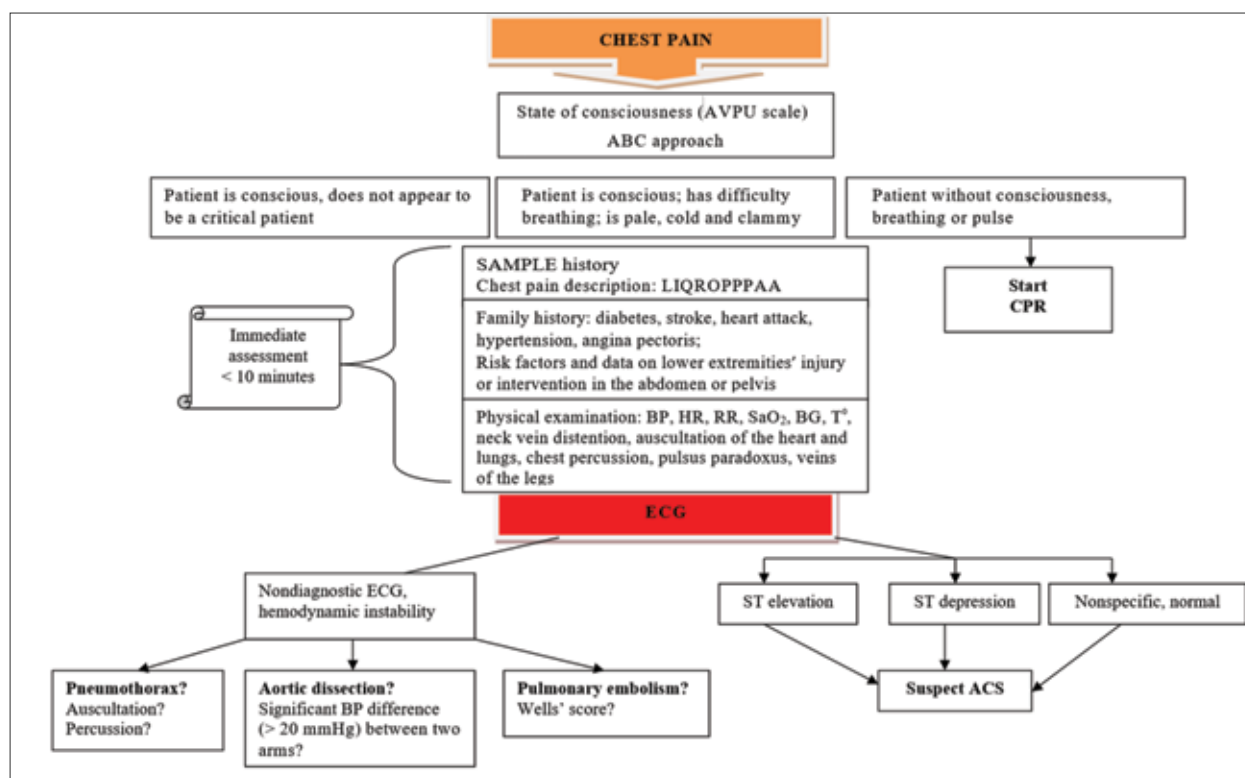 CHEST PAIN
State of consciousness (AVPU scale)
ABC approach
Patient is conscious, does not appear to
be a critical patient
Patient is conscious; has difficulty
breathing; is pale, cold and clammy
Patient without consciousness,
breathing or pulse
Start
CPR
SAMPLE history
Chest pain description: LIQROPPPAA
Immediate
assessment
< 10 minutes
Family history: diabetes, stroke, heart attack,
hypertension, angina pectoris;
Risk factors and data on lower extremities' injury
or intervention in the abdomen or pelvis
Physical examination: BP, HR, RR, SaO₂, BG, T⁰,
neck vein distention, auscultation of the heart and
lungs, chest percussion, pulsus paradoxus, veins
of the legs
ECG
Nondiagnostic ECG,
hemodynamic instability
ST elevation
ST depression
Nonspecific, normal
Pneumothorax?
Auscultation?
Percussion?
Aortic dissection?
Significant BP difference
(> 20 mmHg) between two
arms?
Pulmonary embolism?
Wells' score?
Suspect ACS